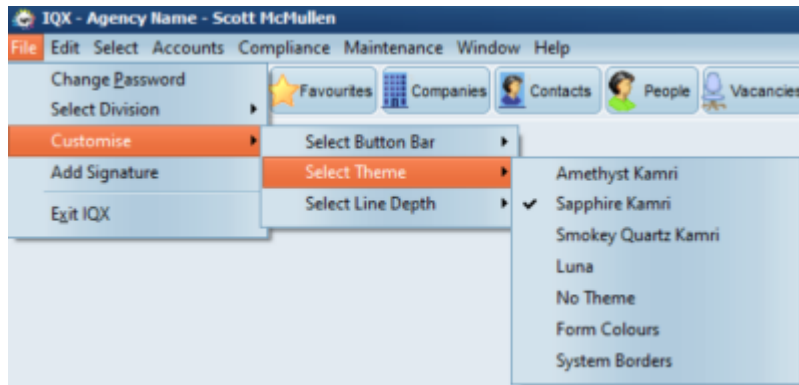 IQX - Agency Name - Scott McMullen
File Edit Select Accounts Compliance Maintenance Window Help
Change Password
Select Division
Customise
Add Signature
Exit IQX
Favourites Companies Contacts People Vacancies
Select Button Bar
Select Theme
Select Line Depth
Amethyst Kamri
Sapphire Kamri
Smokey Quartz Kamri
Luna
No Theme
Form Colours
System Borders